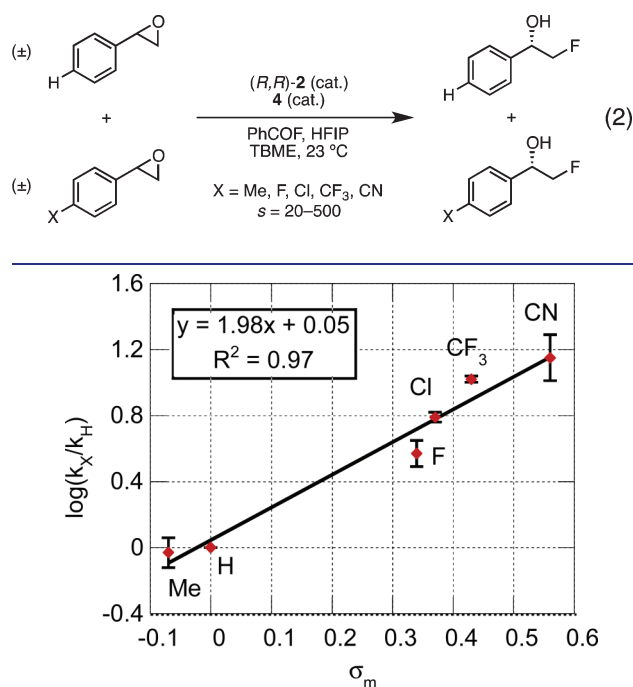 (±)
O
H
+
(±)
O
X
(R,R)-2 (cat.)
4 (cat.)
PhCOF, HFIP
TBME, 23 ºC
X = Me, F, Cl, CF₃, CN
s = 20–500
OH
F
H
+
OH
F
X
(2)
y = 1.98x + 0.05
R² = 0.97
log(kX/kH)
1.6
1.2
0.8
0.4
0
-0.4
Me
H
F
Cl
CF₃
CN
-0.1
0
0.1
0.2
0.3
0.4
0.5
0.6
σm